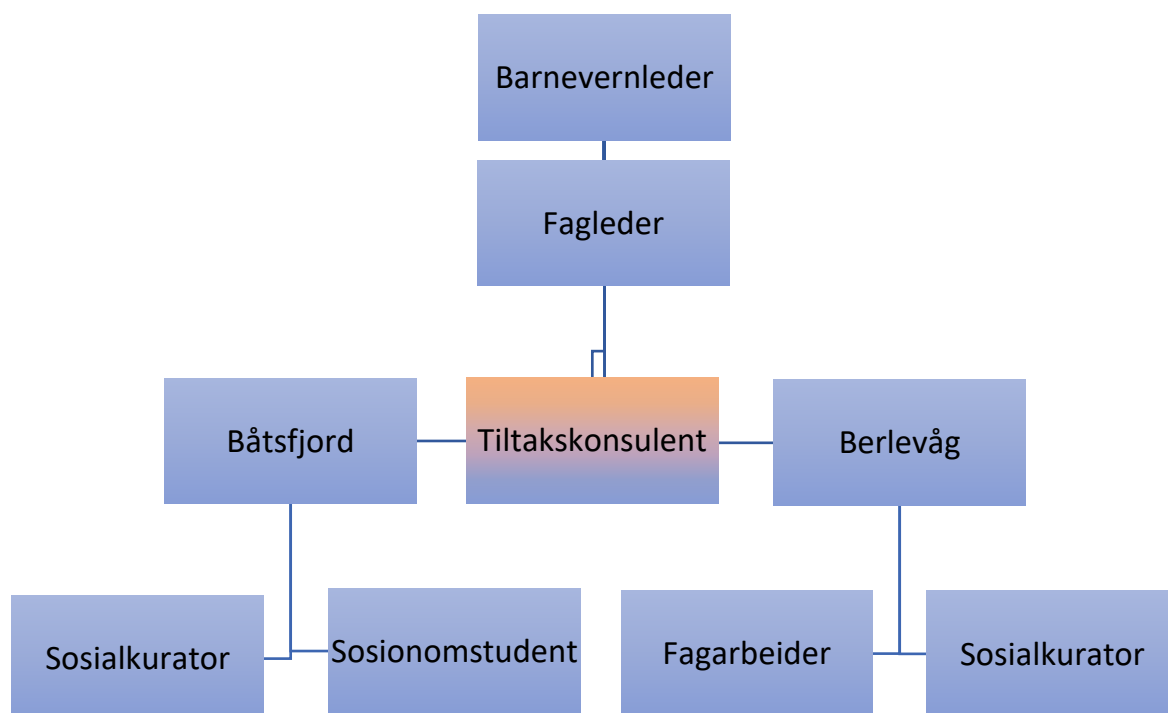 Barnevernleder
Fagleder
Båtsfjord
Tiltakskonsulent
Berlevåg
Sosialkurator
Sosionomstudent
Fagarbeider
Sosialkurator